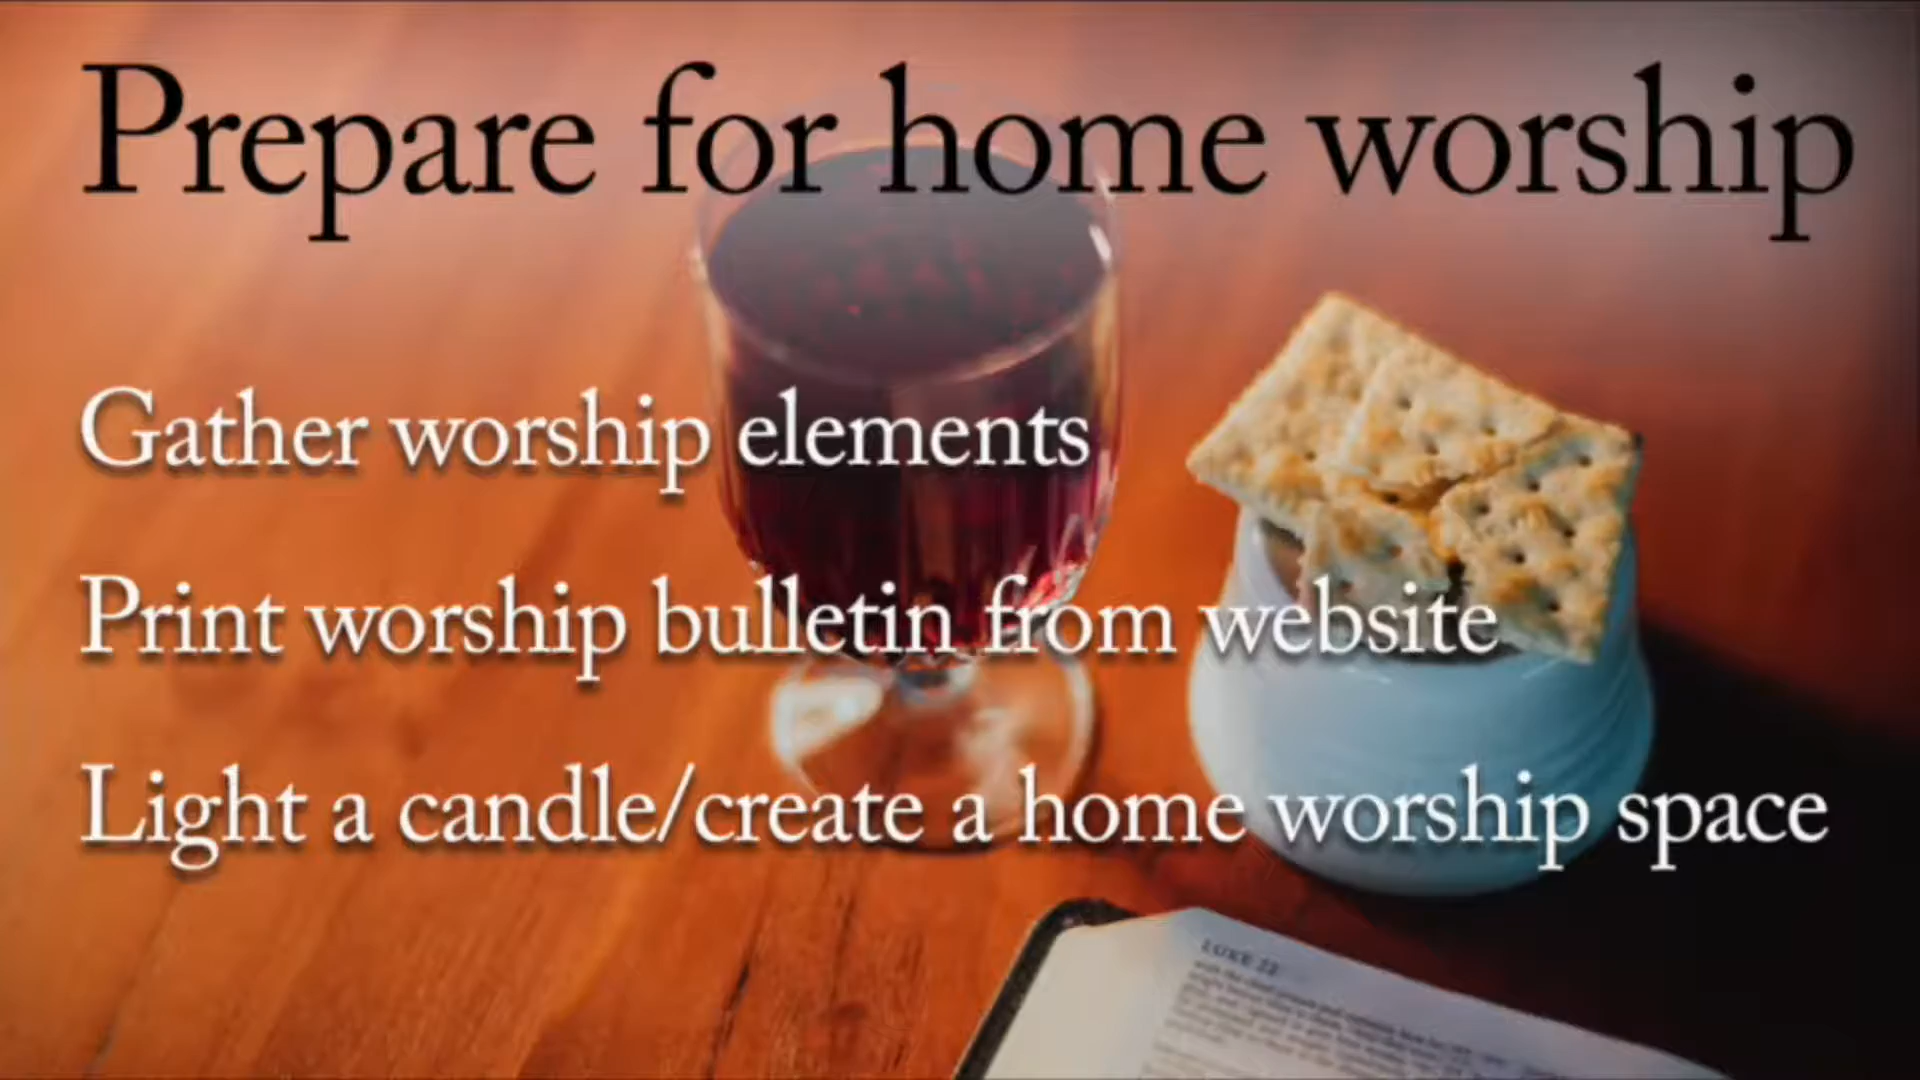 Prepare for home worship
Gather worship elements
Print worship bulletin from website
Light a candle/create a home worship space
LUKE 22